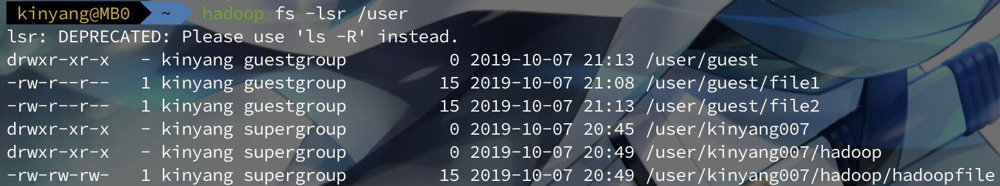 kinyang@MB0 ~ hadoop fs -lsr /user
lsr: DEPRECATED: Please use 'ls -R' instead.
drwxr-xr-x   - kinyang guestgroup          0 2019-10-07 21:13 /user/guest
-rw-r--r--   1 kinyang guestgroup         15 2019-10-07 21:08 /user/guest/file1
-rw-r--r--   1 kinyang guestgroup         15 2019-10-07 21:13 /user/guest/file2
drwxr-xr-x   - kinyang supergroup          0 2019-10-07 20:45 /user/kinyang007
drwxr-xr-x   - kinyang supergroup          0 2019-10-07 20:49 /user/kinyang007/hadoop
-rw-rw-rw-   1 kinyang supergroup         15 2019-10-07 20:49 /user/kinyang007/hadoop/hadoopfile